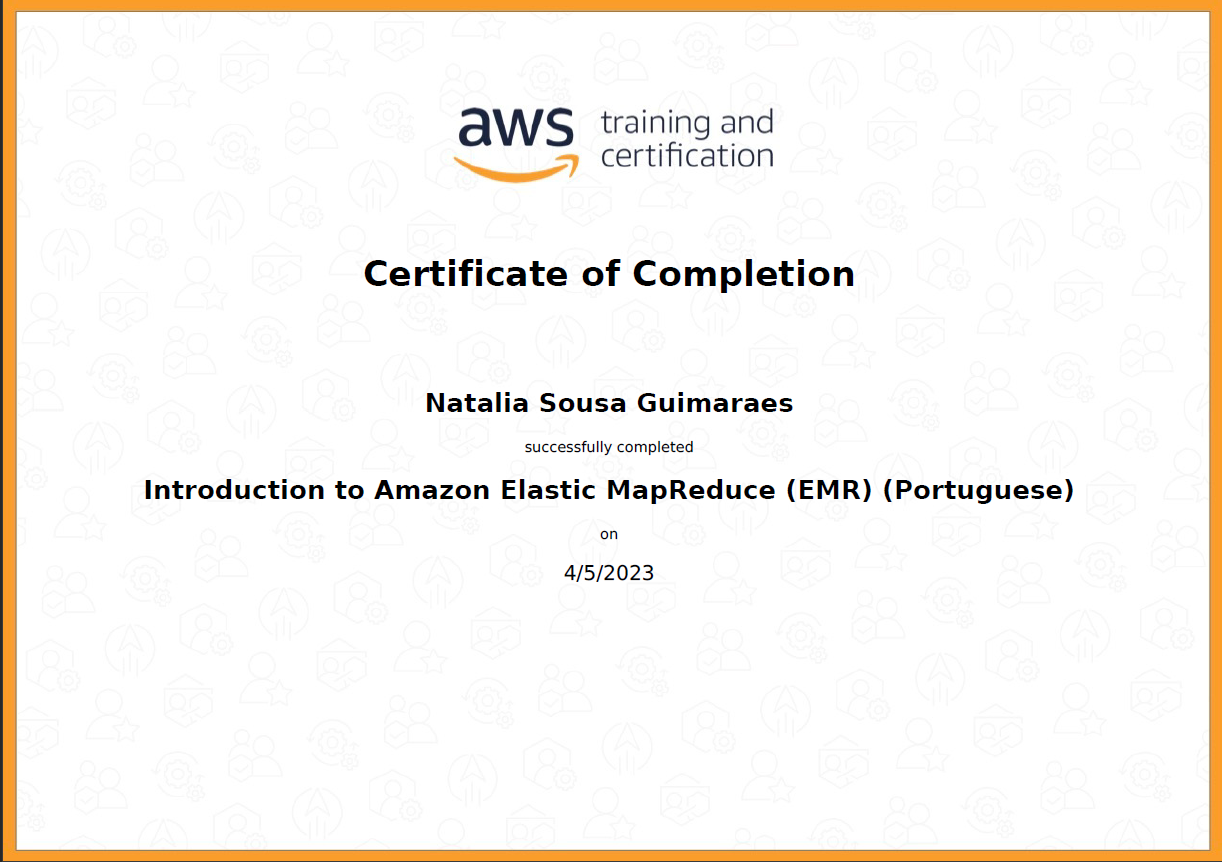 aws training and
certification
Certificate of Completion
Natalia Sousa Guimaraes
successfully completed
Introduction to Amazon Elastic MapReduce (EMR) (Portuguese)
on
4/5/2023